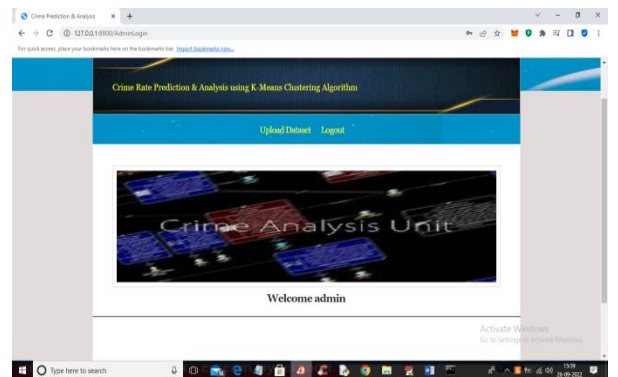 Crime Prediction & Analysis
127.0.0.1:8000/AdminLogin
For quick access, place your bookmarks here on the bookmarks bar. Import bookmarks now...
Crime Rate Prediction & Analysis using K-Means Clustering Algorithm
Upload Dataset Logout
Crime Analysis Unit
Welcome admin
Activate Windows
Go to Settings to activate Windows.
Type here to search
15:19
26-09-2022